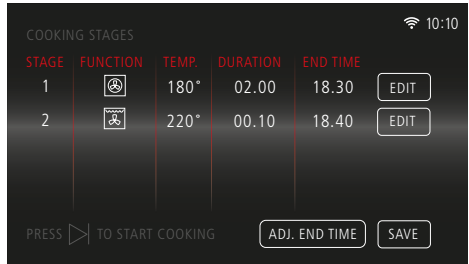 10:10
COOKING STAGES
STAGE FUNCTION TEMP. DURATION END TIME
1 180° 02.00 18.30 EDIT
2 220° 00.10 18.40 EDIT
PRESS TO START COOKING ADJ. END TIME SAVE